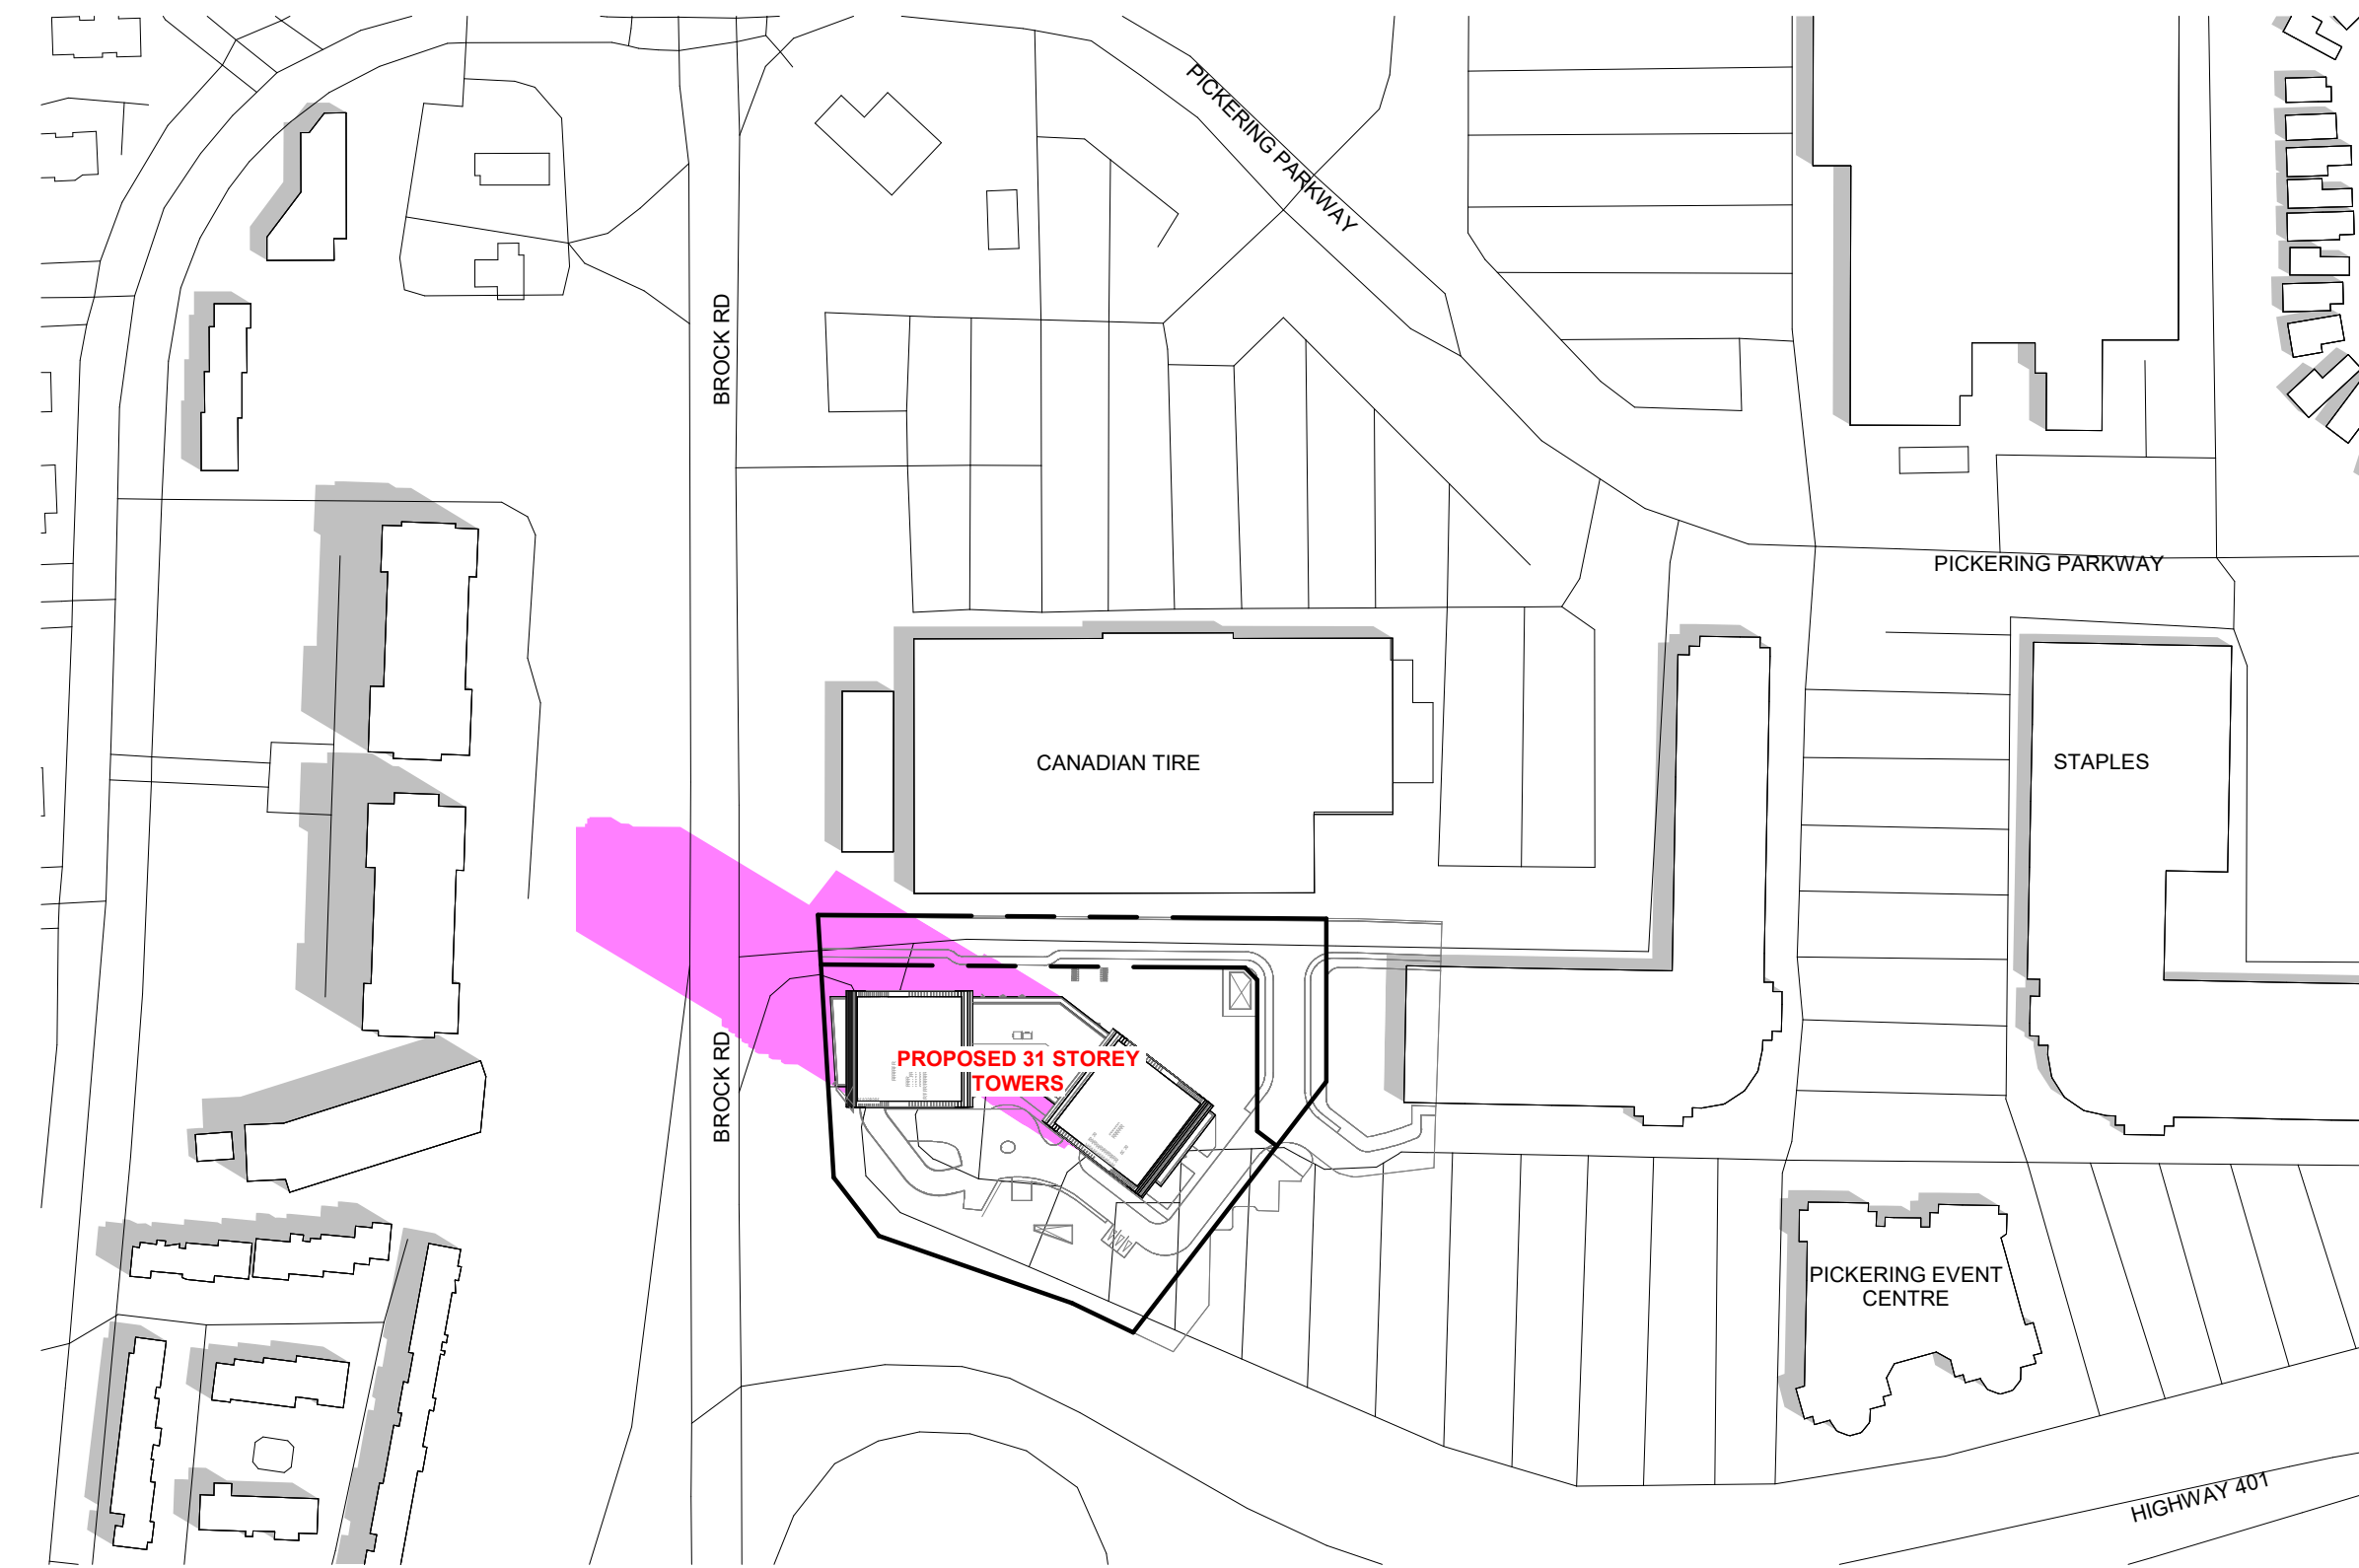 PICKERING PARKWAY
BROCK RD
PICKERING PARKWAY
CANADIAN TIRE
STAPLES
PROPOSED 31 STOREY
TOWERS
BROCK RD
PICKERING EVENT
CENTRE
HIGHWAY 401